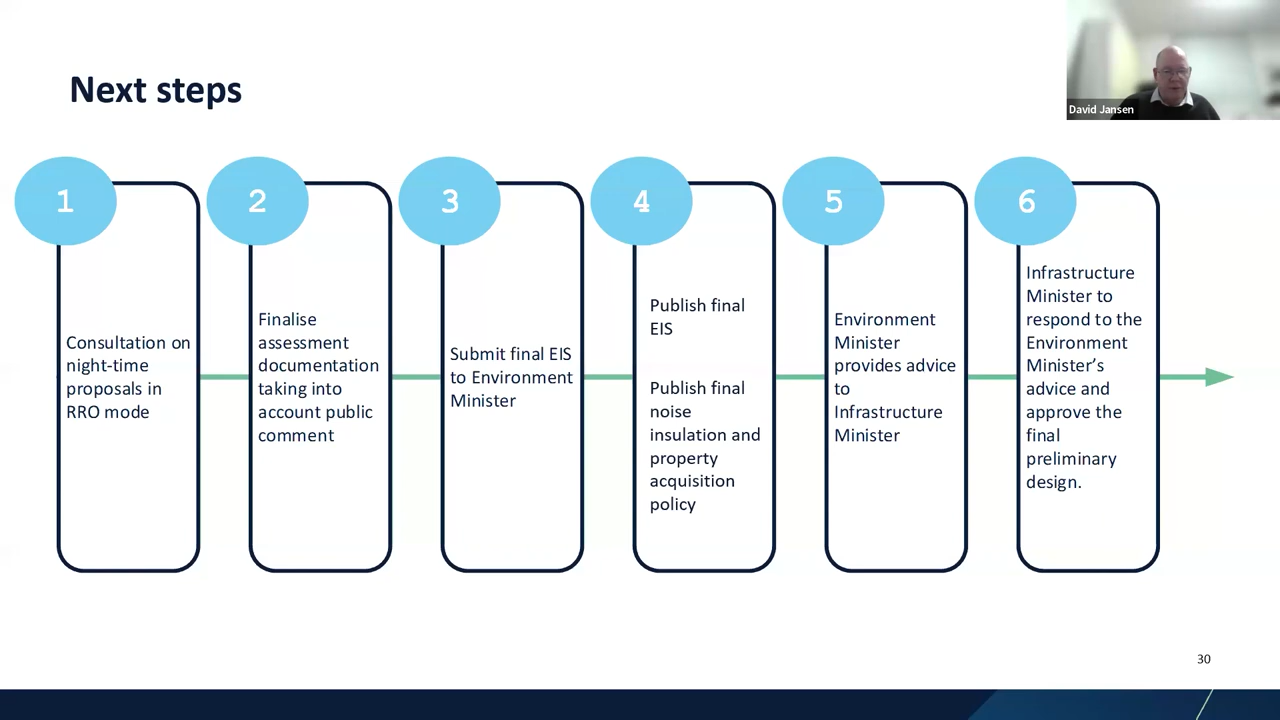 Next steps
David Jansen
1
Consultation on
night-time
proposals in
RRO mode
2
Finalise
assessment
documentation
taking into
account public
comment
3
Submit final EIS
to Environment
Minister
4
Publish final
EIS
Publish final
noise
insulation and
property
acquisition
policy
5
Environment
Minister
provides advice
to
Infrastructure
Minister
6
Infrastructure
Minister to
respond to the
Environment
Minister’s
advice and
approve the
final
preliminary
design.
30